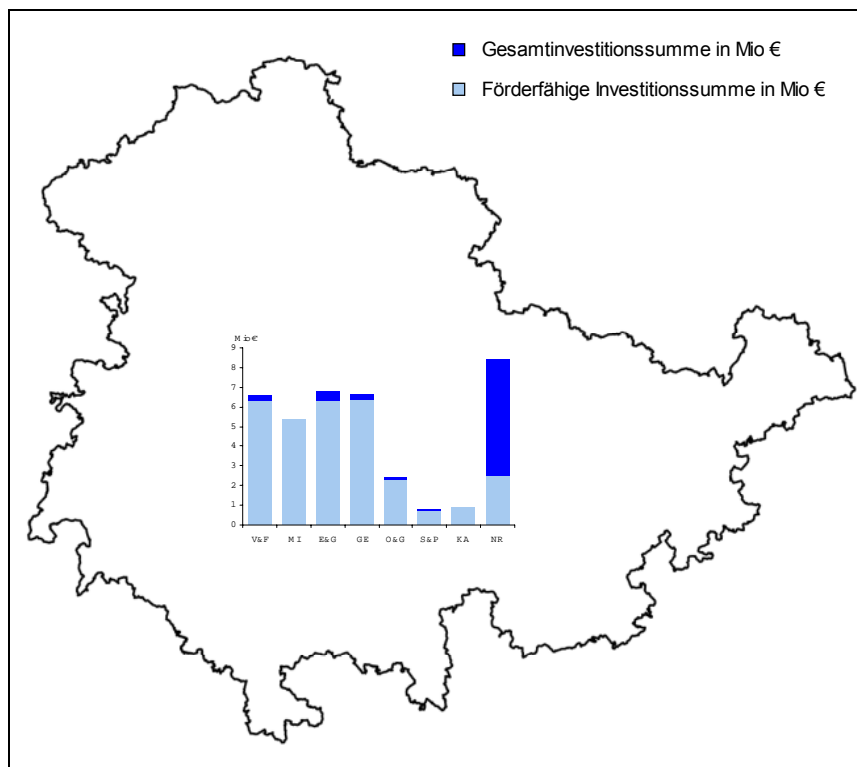 Gesamtinvestitionssumme in Mio €
Förderfähige Investitionssumme in Mio €
Mio€
9
8
7
6
5
4
3
2
1
0
V&F MI E&G GE O&G S&P KA NR